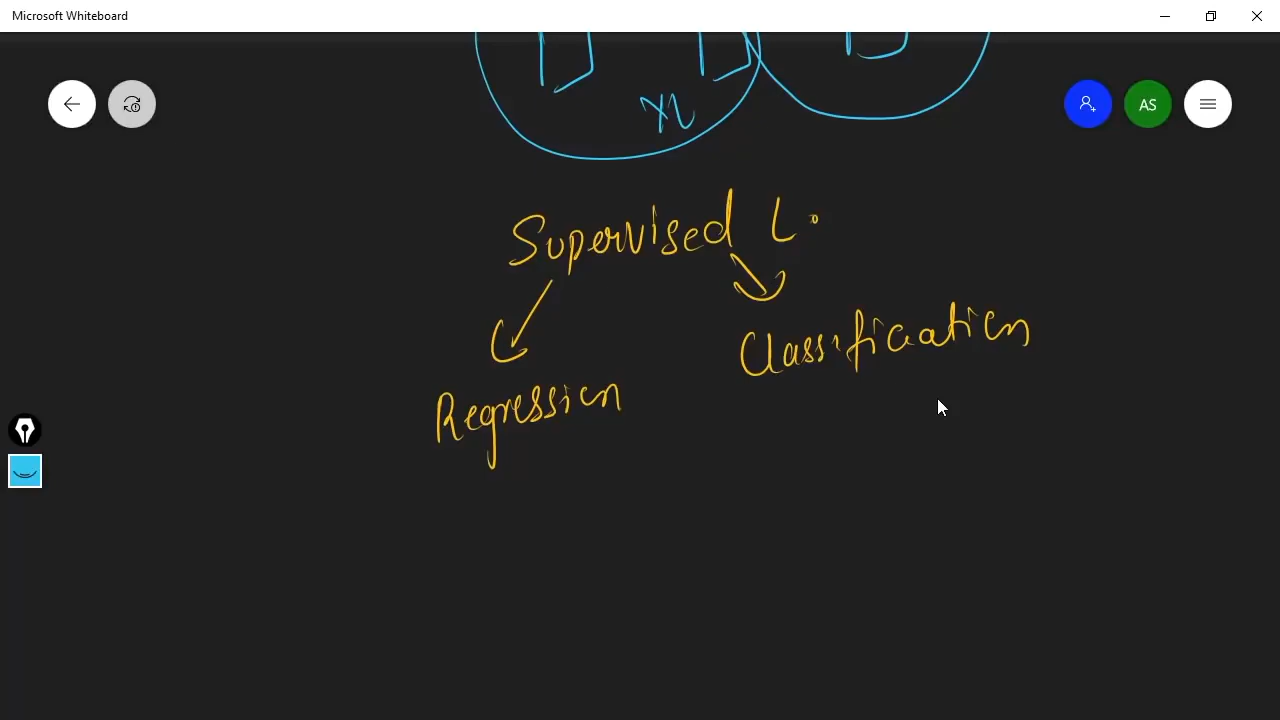 Microsoft Whiteboard
AS
Supervised L.
Classification
Regression